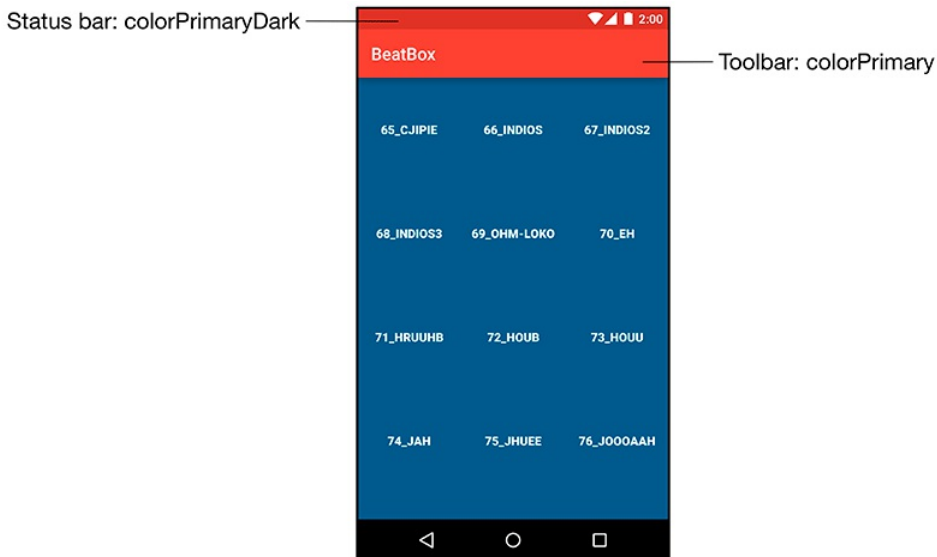 Status bar: colorPrimaryDark
2:00
BeatBox
Toolbar: colorPrimary
65_CJIPIE 66_INDIOS 67_INDIOS2
68_INDIOS3 69_OHM-LOKO 70_EH
71_HRUUHB 72_HOUB 73_HOUU
74_JAH 75_JHUEE 76_JOOOAAH